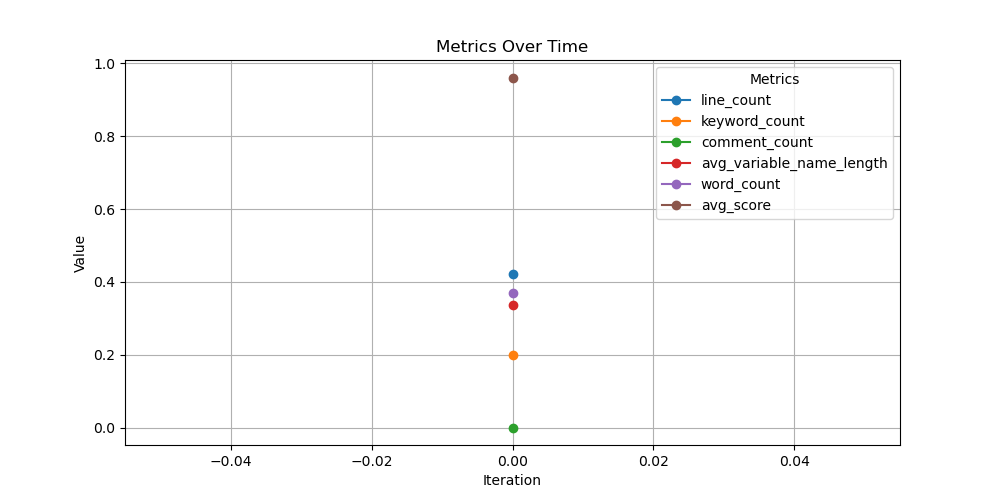 Metrics Over Time
Metrics
line_count
keyword_count
comment_count
avg_variable_name_length
word_count
avg_score
Value
1.0
0.8
0.6
0.4
0.2
0.0
−0.04
−0.02
0.00
0.02
0.04
Iteration